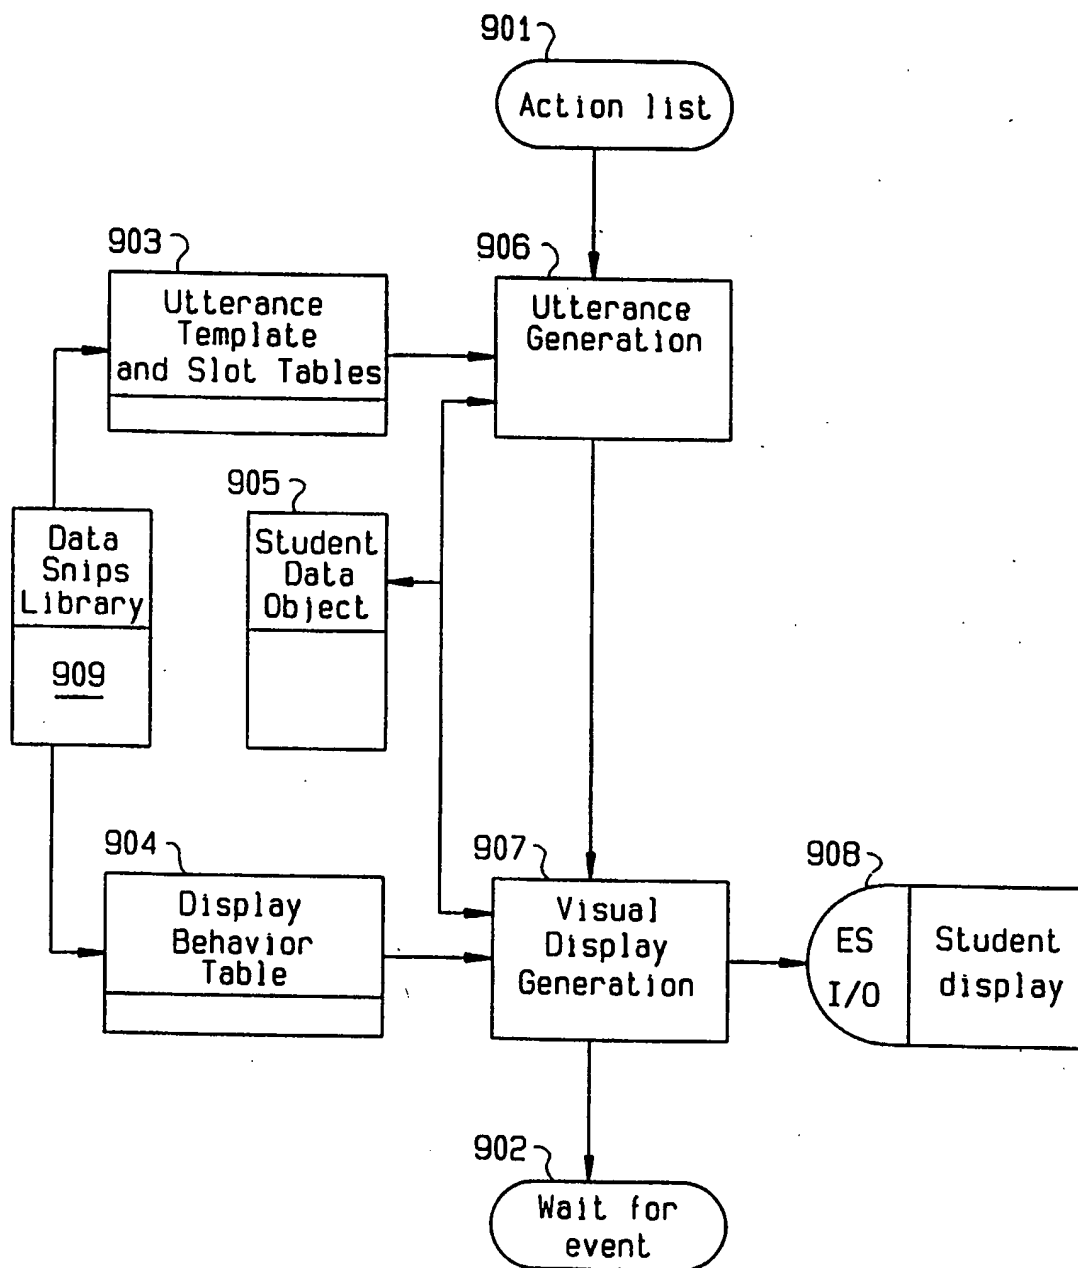 901
Action list
903
Utterance
Template
and Slot Tables
906
Utterance
Generation
905
Student
Data
Object
Data
Snips
Library
909
904
Display
Behavior
Table
907
Visual
Display
Generation
908
ES
I/O
Student
display
902
Wait for
event